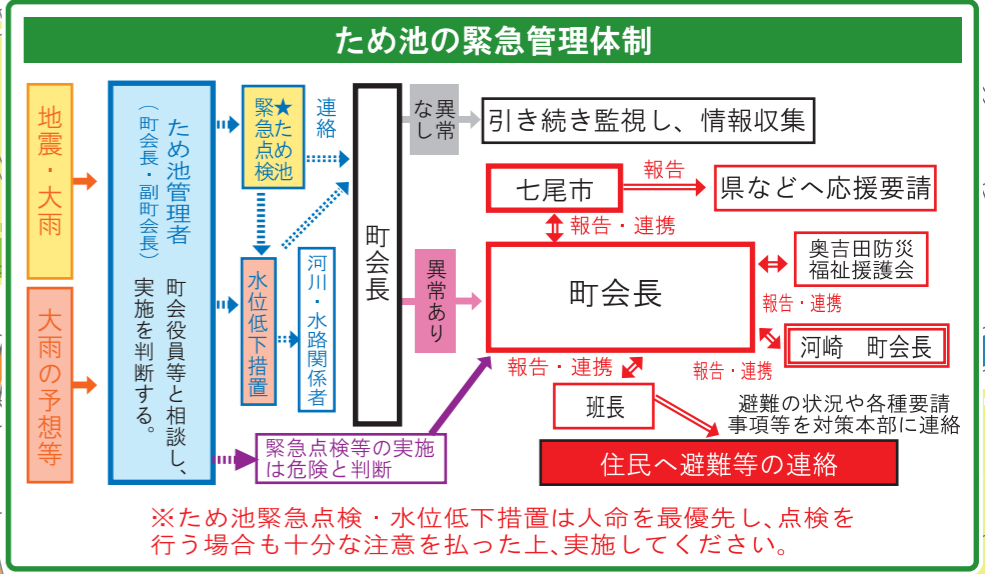 ため池の緊急管理体制
地震・大雨
大雨の予想等
ため池管理者
（町会長・副町会長）
町会役員等と相談し、
実施を判断する。
★ため池
緊急点検
連絡
水位低下措置
河川・水路関係者
緊急点検等の実施
は危険と判断
町会長
異常
なし
引き続き監視し、情報収集
異常あり
七尾市
報告
県などへ応援要請
報告・連携
町会長
奥吉田防災
福祉援護会
報告・連携
河崎　町会長
報告・連携
報告・連携
班長
避難の状況や各種要請
事項等を対策本部に連絡
住民へ避難等の連絡
※ため池緊急点検・水位低下措置は人命を最優先し、点検を
行う場合も十分な注意を払った上、実施してください。